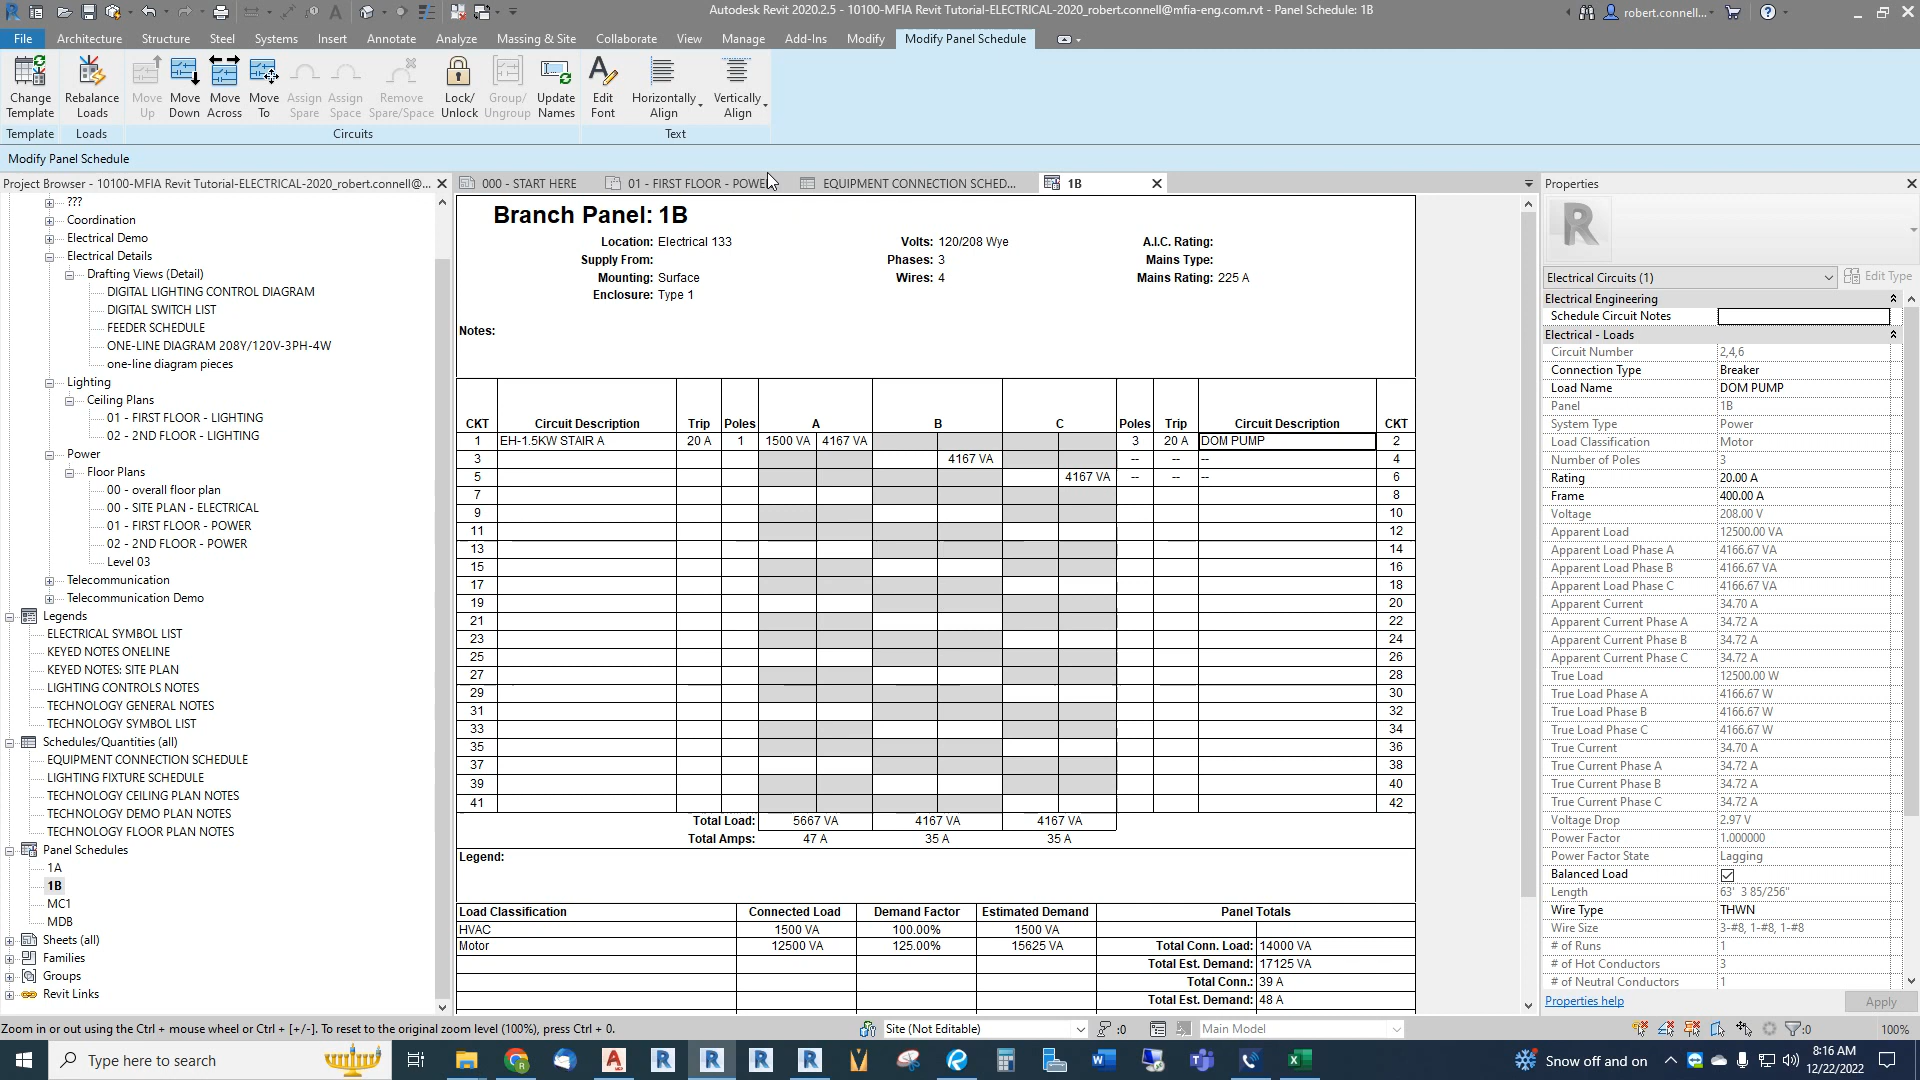 Autodesk Revit 2020.2.5 - 10100-MFIA Revit Tutorial-ELECTRICAL-2020_robert.connell@mfia-eng.com.rvt - Panel Schedule: 1B
robert.connell...
File Architecture Structure Steel Systems Insert Annotate Analyze Massing & Site Collaborate View Manage Add-Ins Modify Modify Panel Schedule
Change Template
Rebalance Loads
Move Up
Move Down
Move Across
Move To
Assign Spare
Assign Space
Remove Spare/Space
Lock/ Unlock
Group/ Ungroup
Update Names
Edit Font
Horizontally Align
Vertically Align
Template Loads Circuits Text
Modify Panel Schedule
Project Browser - 10100-MFIA Revit Tutorial-ELECTRICAL-2020_robert.connell@...
???
Coordination
Electrical Demo
Electrical Details
Drafting Views (Detail)
DIGITAL LIGHTING CONTROL DIAGRAM
DIGITAL SWITCH LIST
FEEDER SCHEDULE
ONE-LINE DIAGRAM 208Y/120V-3PH-4W
one-line diagram pieces
Lighting
Ceiling Plans
01 - FIRST FLOOR - LIGHTING
02 - 2ND FLOOR - LIGHTING
Power
Floor Plans
00 - overall floor plan
00 - SITE PLAN - ELECTRICAL
01 - FIRST FLOOR - POWER
02 - 2ND FLOOR - POWER
Level 03
Telecommunication
Telecommunication Demo
Legends
ELECTRICAL SYMBOL LIST
KEYED NOTES ONELINE
KEYED NOTES: SITE PLAN
LIGHTING CONTROLS NOTES
TECHNOLOGY GENERAL NOTES
TECHNOLOGY SYMBOL LIST
Schedules/Quantities (all)
EQUIPMENT CONNECTION SCHEDULE
LIGHTING FIXTURE SCHEDULE
TECHNOLOGY CEILING PLAN NOTES
TECHNOLOGY DEMO PLAN NOTES
TECHNOLOGY FLOOR PLAN NOTES
Panel Schedules
1A
1B
MC1
MDB
Sheets (all)
Families
Groups
Revit Links
000 - START HERE 01 - FIRST FLOOR - POWE EQUIPMENT CONNECTION SCHED... 1B
Branch Panel: 1B
Location: Electrical 133 Volts: 120/208 Wye A.I.C. Rating:
Supply From: Phases: 3 Mains Type:
Mounting: Surface Wires: 4 Mains Rating: 225 A
Enclosure: Type 1
Notes:
CKT Circuit Description Trip Poles A B C Poles Trip Circuit Description CKT
1 EH-1.5KW STAIR A 20 A 1 1500 VA 4167 VA 3 20 A DOM PUMP 2
3 4167 VA -- -- -- 4
5 4167 VA -- -- -- 6
7 8
9 10
11 12
13 14
15 16
17 18
19 20
21 22
23 24
25 26
27 28
29 30
31 32
33 34
35 36
37 38
39 40
41 42
Total Load: 5667 VA 4167 VA 4167 VA
Total Amps: 47 A 35 A 35 A
Legend:
Load Classification Connected Load Demand Factor Estimated Demand Panel Totals
HVAC 1500 VA 100.00% 1500 VA
Motor 12500 VA 125.00% 15625 VA Total Conn. Load: 14000 VA
Total Est. Demand: 17125 VA
Total Conn.: 39 A
Total Est. Demand: 48 A
Properties
Electrical Circuits (1) Edit Type
Electrical Engineering
Schedule Circuit Notes
Electrical - Loads
Circuit Number 2,4,6
Connection Type Breaker
Load Name DOM PUMP
Panel 1B
System Type Power
Load Classification Motor
Number of Poles 3
Rating 20.00 A
Frame 400.00 A
Voltage 208.00 V
Apparent Load 12500.00 VA
Apparent Load Phase A 4166.67 VA
Apparent Load Phase B 4166.67 VA
Apparent Load Phase C 4166.67 VA
Apparent Current 34.70 A
Apparent Current Phase A 34.72 A
Apparent Current Phase B 34.72 A
Apparent Current Phase C 34.72 A
True Load 12500.00 W
True Load Phase A 4166.67 W
True Load Phase B 4166.67 W
True Load Phase C 4166.67 W
True Current 34.70 A
True Current Phase A 34.72 A
True Current Phase B 34.72 A
True Current Phase C 34.72 A
Voltage Drop 2.97 V
Power Factor 1.000000
Power Factor State Lagging
Balanced Load
Length 63' 3 85/256"
Wire Type THWN
Wire Size 3-#8, 1-#8, 1-#8
# of Runs 1
# of Hot Conductors 3
# of Neutral Conductors 1
Properties help Apply
Zoom in or out using the Ctrl + mouse wheel or Ctrl + [+/-]. To reset to the original zoom level (100%), press Ctrl + 0.
Site (Not Editable) :0 Main Model :0 100%
Type here to search
Snow off and on
8:16 AM
12/22/2022